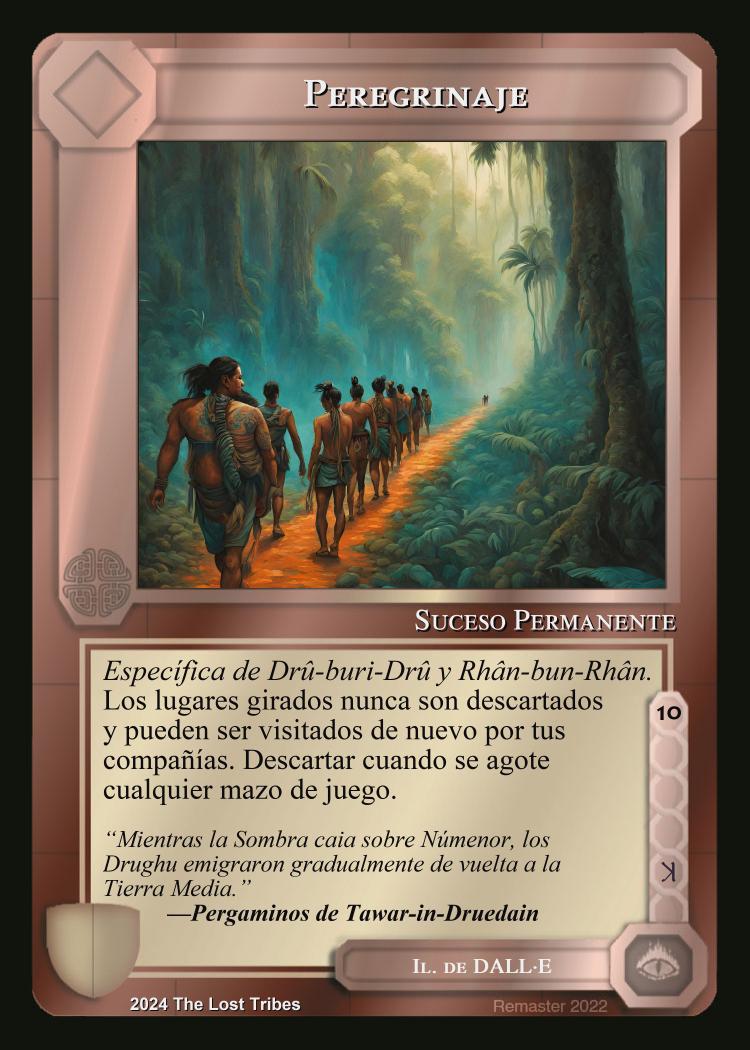 Peregrinaje
Suceso Permanente
Específica de Drû-buri-Drû y Rhân-bun-Rhân.
Los lugares girados nunca son descartados
y pueden ser visitados de nuevo por tus
compañías. Descartar cuando se agote
cualquier mazo de juego.
10
“Mientras la Sombra caia sobre Númenor, los
Drughu emigraron gradualmente de vuelta a la
Tierra Media.”
—Pergaminos de Tawar-in-Druedain
Il. de DALL·E
2024 The Lost Tribes
Remaster 2022